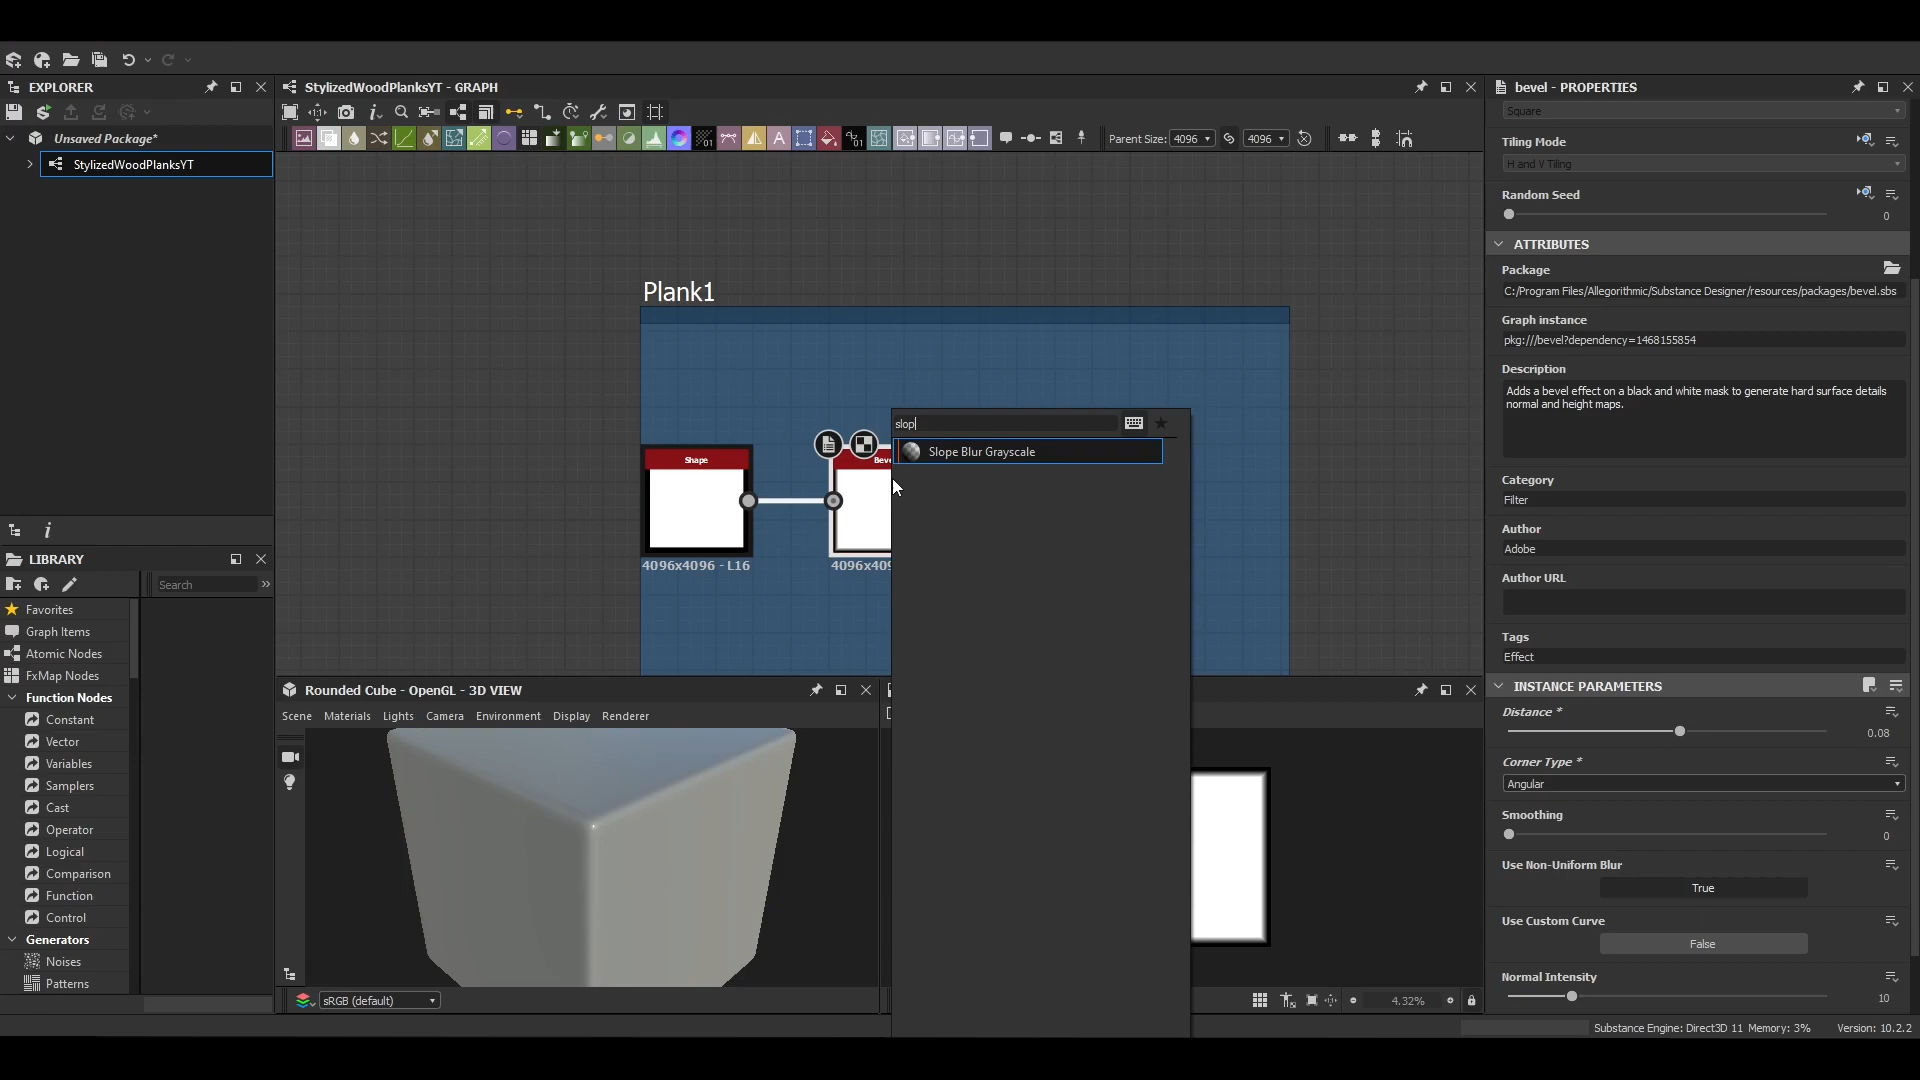 EXPLORER
Unsaved Package*
StylizedWoodPlanksYT
StylizedWoodPlanksYT - GRAPH
Parent Size: 4096 4096
Plank1
slop
Slope Blur Grayscale
Shape
4096x4096 - L16
LIBRARY
Search
Favorites
Graph Items
Atomic Nodes
FxMap Nodes
Function Nodes
Constant
Vector
Variables
Samplers
Cast
Operator
Logical
Comparison
Function
Control
Generators
Noises
Patterns
Rounded Cube - OpenGL - 3D VIEW
Scene Materials Lights Camera Environment Display Renderer
sRGB (default)
4.32%
bevel - PROPERTIES
Square
Tiling Mode
H and V Tiling
Random Seed
0
ATTRIBUTES
Package
C:/Program Files/Allegorithmic/Substance Designer/resources/packages/bevel.sbs
Graph instance
pkg:///bevel?dependency=1468155854
Description
Adds a bevel effect on a black and white mask to generate hard surface details
normal and height maps.
Category
Filter
Author
Adobe
Author URL
Tags
Effect
INSTANCE PARAMETERS
Distance *
0.08
Corner Type *
Angular
Smoothing
0
Use Non-Uniform Blur
True
Use Custom Curve
False
Normal Intensity
10
Substance Engine: Direct3D 11 Memory: 3% Version: 10.2.2